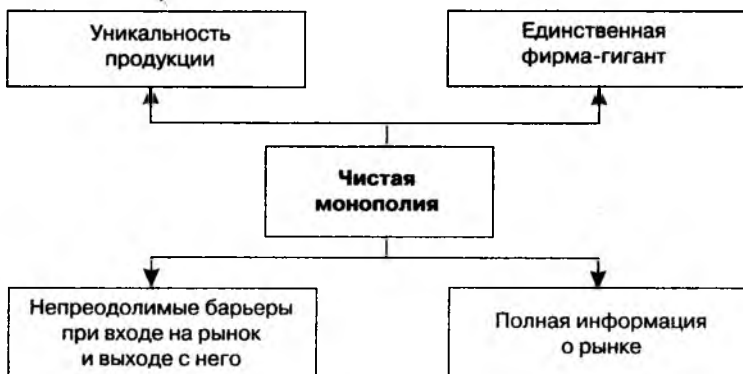 Уникальность
продукции
Единственная
фирма-гигант
Чистая
монополия
Непреодолимые барьеры
при входе на рынок
и выходе с него
Полная информация
о рынке